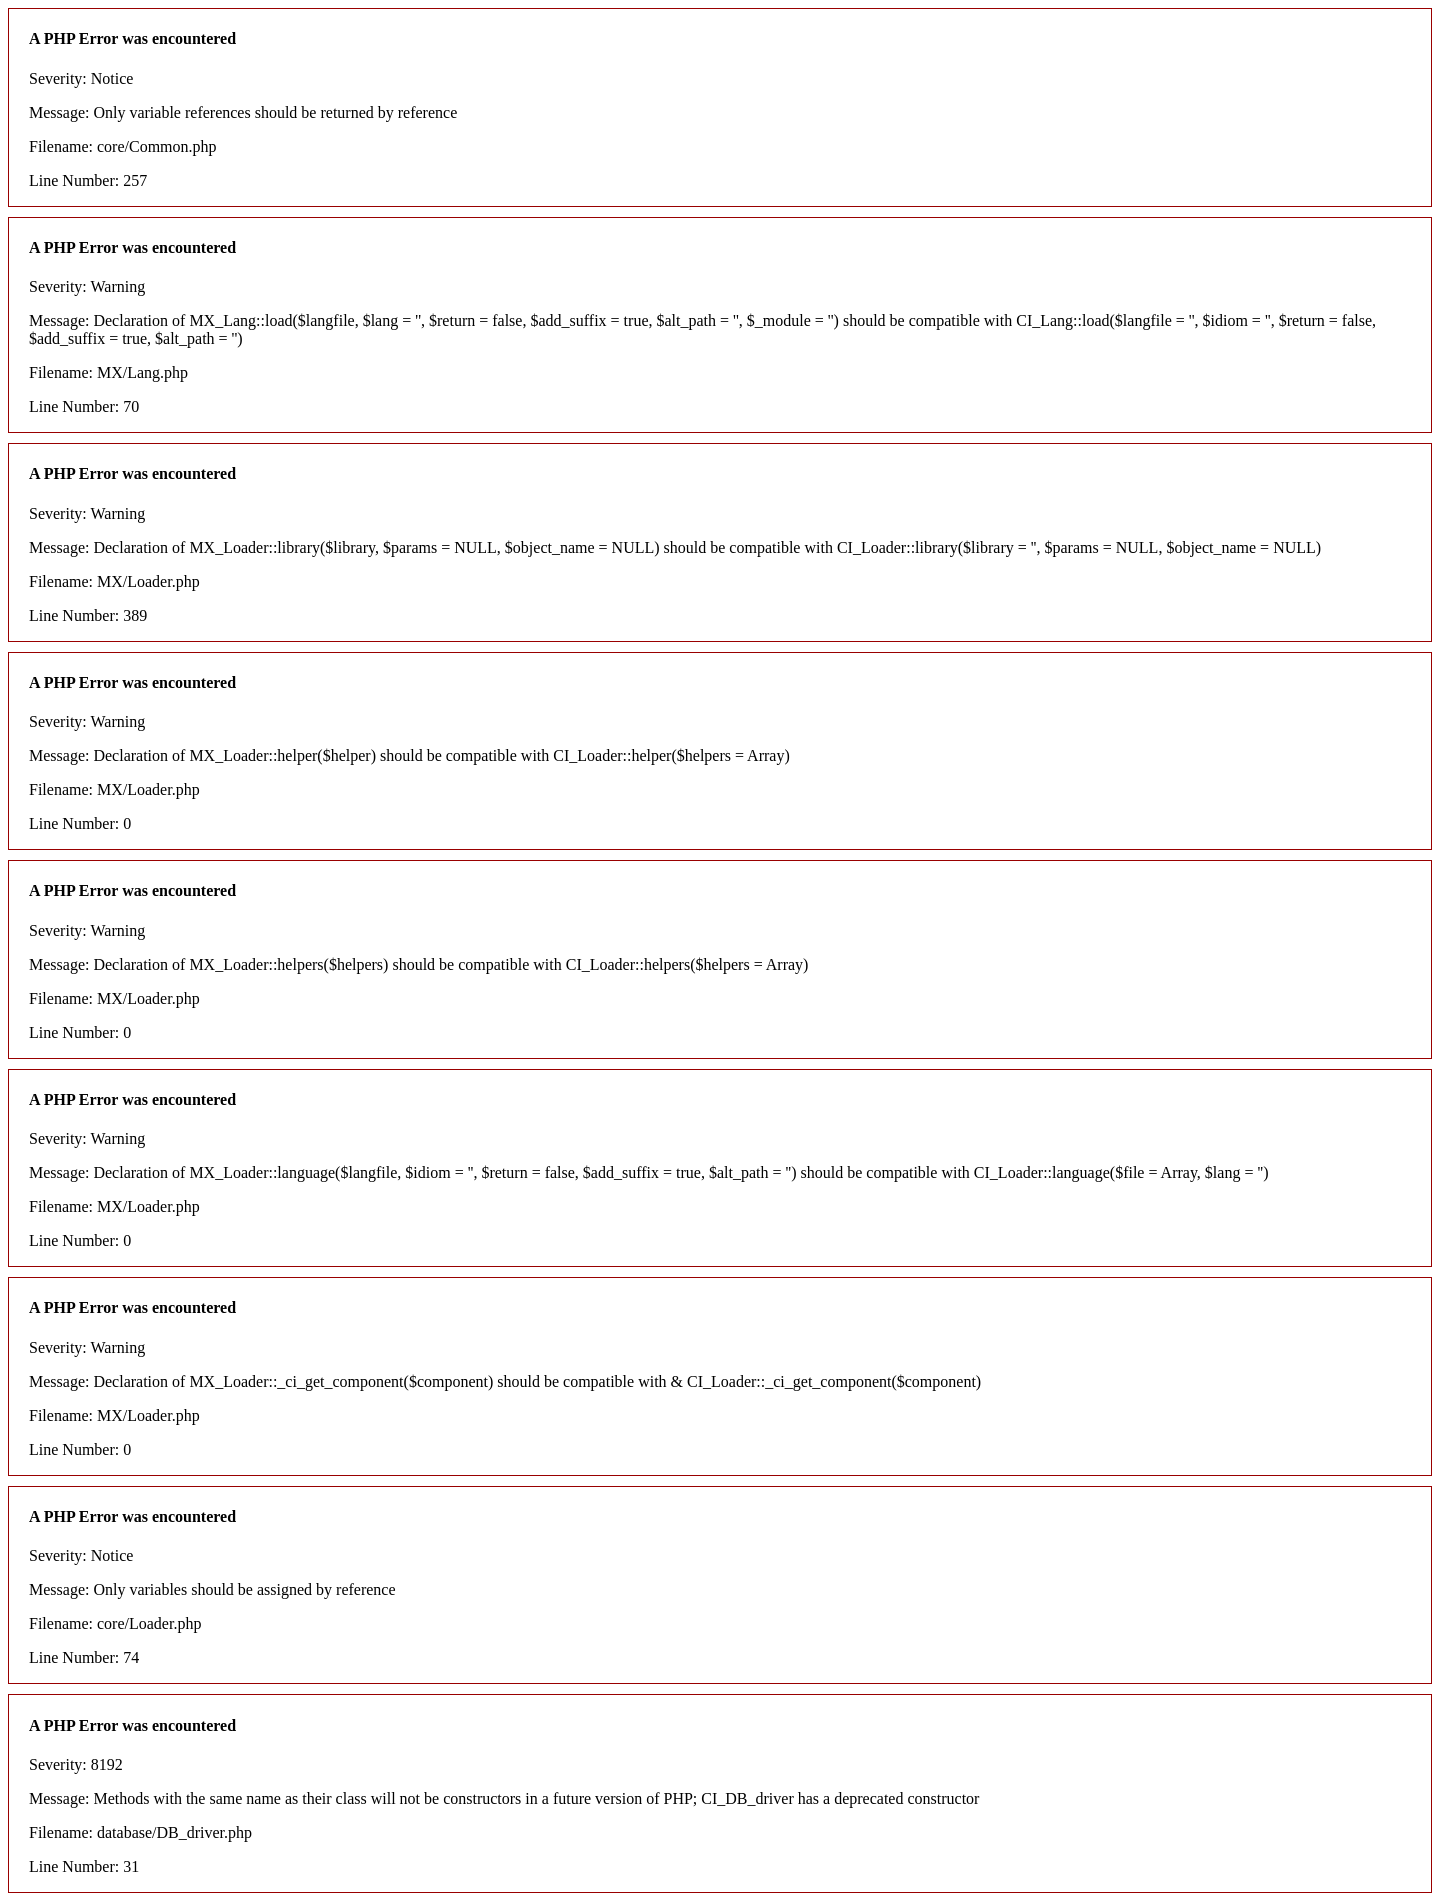 A PHP Error was encountered
Severity: Notice
Message: Only variable references should be returned by reference
Filename: core/Common.php
Line Number: 257
A PHP Error was encountered
Severity: Warning
Message: Declaration of MX_Lang::load($langfile, $lang = '', $return = false, $add_suffix = true, $alt_path = '', $_module = '') should be compatible with CI_Lang::load($langfile = '', $idiom = '', $return = false,
$add_suffix = true, $alt_path = '')
Filename: MX/Lang.php
Line Number: 70
A PHP Error was encountered
Severity: Warning
Message: Declaration of MX_Loader::library($library, $params = NULL, $object_name = NULL) should be compatible with CI_Loader::library($library = '', $params = NULL, $object_name = NULL)
Filename: MX/Loader.php
Line Number: 389
A PHP Error was encountered
Severity: Warning
Message: Declaration of MX_Loader::helper($helper) should be compatible with CI_Loader::helper($helpers = Array)
Filename: MX/Loader.php
Line Number: 0
A PHP Error was encountered
Severity: Warning
Message: Declaration of MX_Loader::helpers($helpers) should be compatible with CI_Loader::helpers($helpers = Array)
Filename: MX/Loader.php
Line Number: 0
A PHP Error was encountered
Severity: Warning
Message: Declaration of MX_Loader::language($langfile, $idiom = '', $return = false, $add_suffix = true, $alt_path = '') should be compatible with CI_Loader::language($file = Array, $lang = '')
Filename: MX/Loader.php
Line Number: 0
A PHP Error was encountered
Severity: Warning
Message: Declaration of MX_Loader::_ci_get_component($component) should be compatible with & CI_Loader::_ci_get_component($component)
Filename: MX/Loader.php
Line Number: 0
A PHP Error was encountered
Severity: Notice
Message: Only variables should be assigned by reference
Filename: core/Loader.php
Line Number: 74
A PHP Error was encountered
Severity: 8192
Message: Methods with the same name as their class will not be constructors in a future version of PHP; CI_DB_driver has a deprecated constructor
Filename: database/DB_driver.php
Line Number: 31